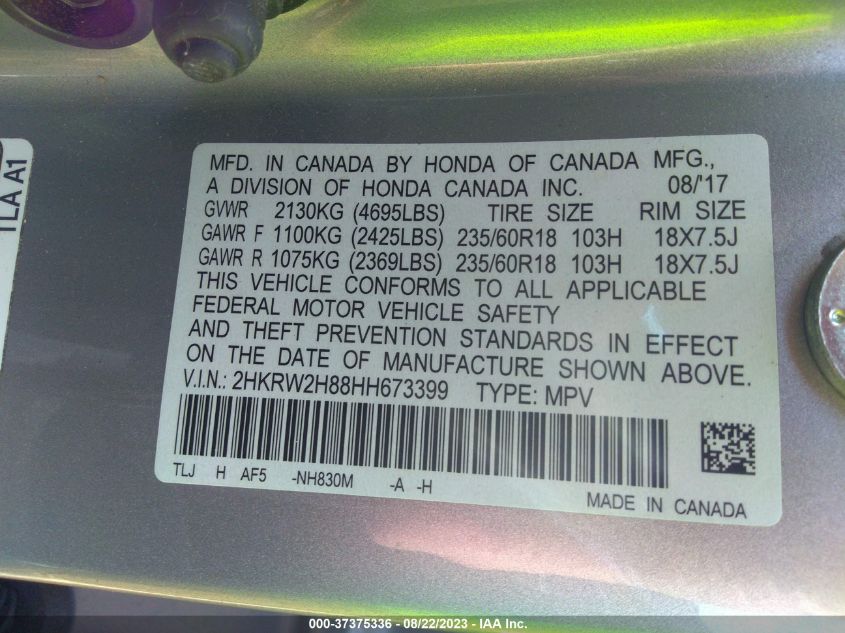 TLA A1
MFD. IN CANADA BY HONDA OF CANADA MFG.,
A DIVISION OF HONDA CANADA INC. 08/17
GVWR 2130KG (4695LBS) TIRE SIZE RIM SIZE
GAWR F 1100KG (2425LBS) 235/60R18 103H 18X7.5J
GAWR R 1075KG (2369LBS) 235/60R18 103H 18X7.5J
THIS VEHICLE CONFORMS TO ALL APPLICABLE
FEDERAL MOTOR VEHICLE SAFETY
AND THEFT PREVENTION STANDARDS IN EFFECT
ON THE DATE OF MANUFACTURE SHOWN ABOVE.
V.I.N.: 2HKRW2H88HH673399 TYPE: MPV
TLJ H AF5 -NH830M -A -H
MADE IN CANADA
000-37375336 - 08/22/2023 - IAA Inc.